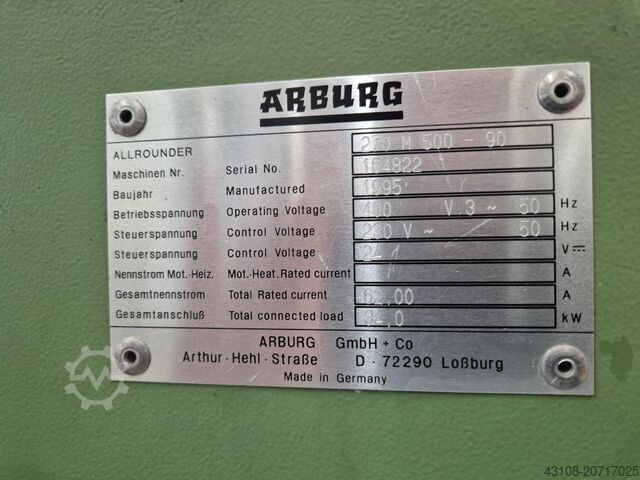 ARBURG
ALLROUNDER 270 M 500 - 90
Maschinen Nr. Serial No. 164822
Baujahr Manufactured 1995
Betriebsspannung Operating Voltage 400 V.3 ~ 50 Hz
Steuerspannung Control Voltage 230 V ~ 50 Hz
Steuerspannung Control Voltage 24 V
Nennstrom Mot.-Heiz. Mot.-Heat.Rated current A
Gesamtnennstrom Total Rated current 62,00 A
Gesamtanschluß Total connected load 34,0 kW
ARBURG GmbH + Co
Arthur - Hehl - Straße D - 72290 Loßburg
Made in Germany
43108-20717025